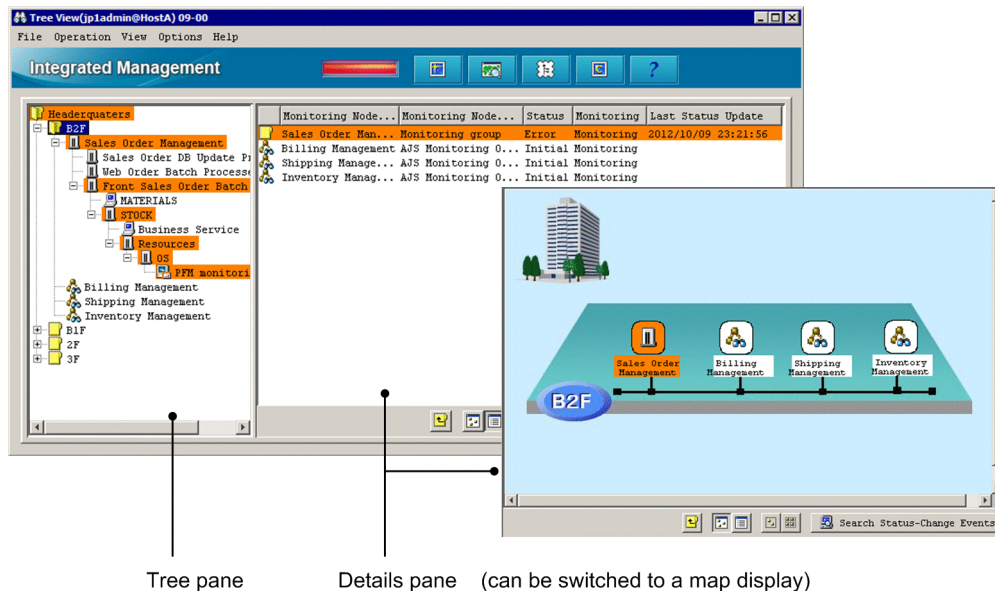 Tree View(jp1admin@HostA) 09-00
File Operation View Options Help
Integrated Management
?
Headerquaters
B2F
Sales Order Management
Sales Order DB Update P
Web Order Batch Processe
Front Sales Order Batch
MATERIALS
STOCK
Business Service
Resources
OS
PFM monitori
Billing Management
Shipping Management
Inventory Management
B1F
2F
3F
Monitoring Node... Monitoring Node... Status Monitoring Last Status Update
Sales Order Man... Monitoring group Error Monitoring 2012/10/09 23:21:56
Billing Management AJS Monitoring O... Initial Monitoring
Shipping Manage... AJS Monitoring O... Initial Monitoring
Inventory Manag... AJS Monitoring O... Initial Monitoring
Sales Order
Management
Billing
Management
Shipping
Management
Inventory
Management
B2F
Search Status-Change Events
Tree pane
Details pane (can be switched to a map display)